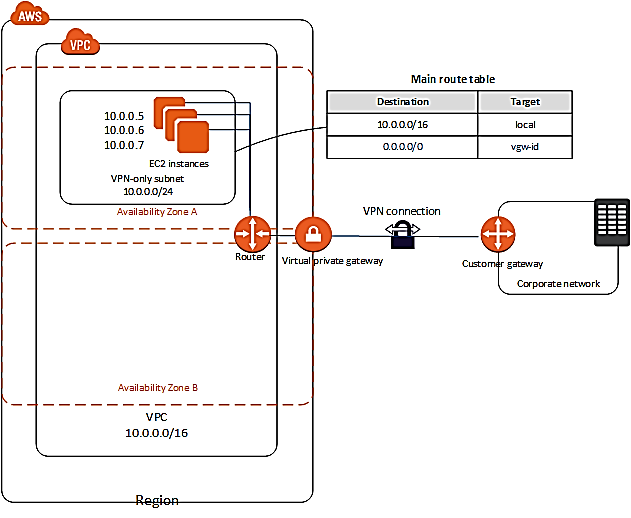 AWS
VPC
Main route table
Destination Target
10.0.0.0/16 local
0.0.0.0/0 vgw-id
10.0.0.5
10.0.0.6
10.0.0.7
EC2 instances
VPN-only subnet
10.0.0.0/24
Availability Zone A
VPN connection
Router
Virtual private gateway
Customer gateway
Corporate network
Availability Zone B
VPC
10.0.0.0/16
Region